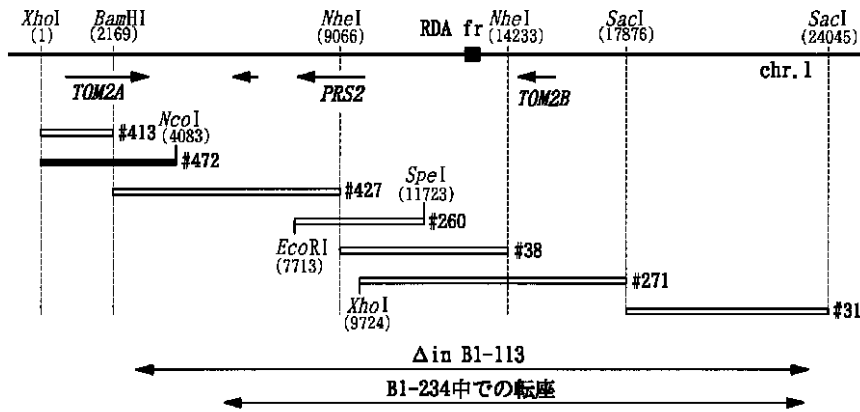 XhoI BamHI NheI RDA fr NheI SacI SacI
(1) (2169) (9066) (14233) (17876) (24045)
chr.1
TOM2A PRS2 TOM2B
NcoI
(4083)
#413
#472
SpeI
(11723)
#427
#260
EcoRI
(7713)
#38
#271
XhoI
(9724)
#31
Δin B1-113
B1-234中での転座